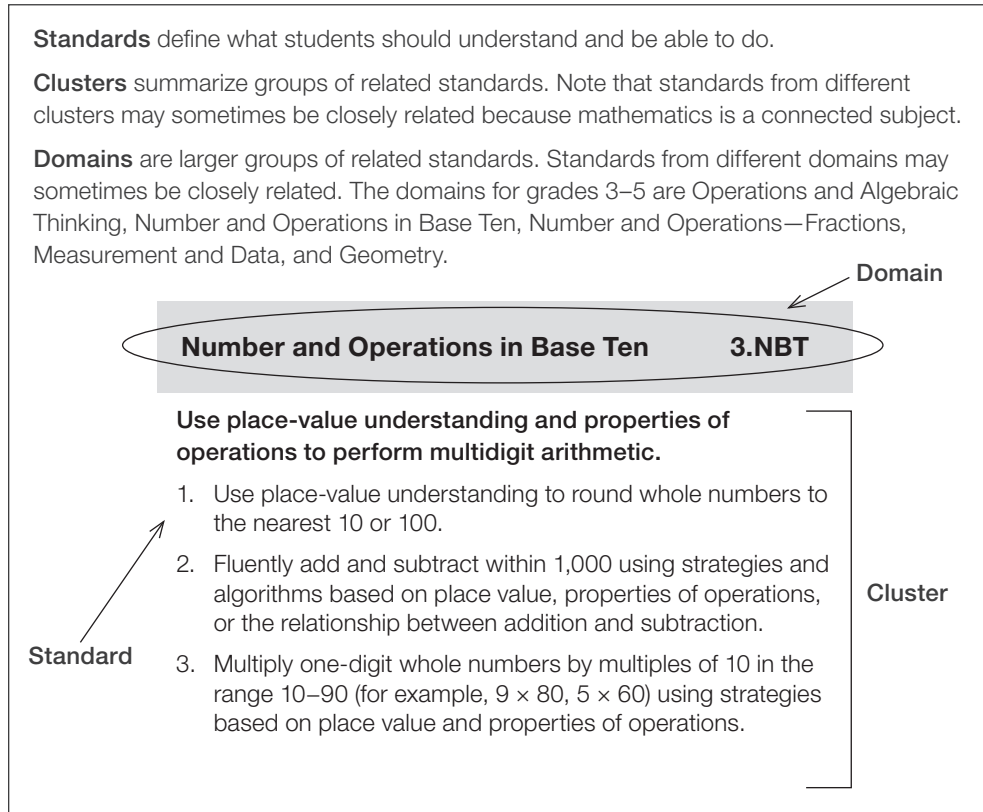 Standards define what students should understand and be able to do.
Clusters summarize groups of related standards. Note that standards from different
clusters may sometimes be closely related because mathematics is a connected subject.
Domains are larger groups of related standards. Standards from different domains may
sometimes be closely related. The domains for grades 3–5 are Operations and Algebraic
Thinking, Number and Operations in Base Ten, Number and Operations—Fractions,
Measurement and Data, and Geometry.
Domain
Number and Operations in Base Ten 3.NBT
Use place-value understanding and properties of
operations to perform multidigit arithmetic.
1. Use place-value understanding to round whole numbers to
the nearest 10 or 100.
2. Fluently add and subtract within 1,000 using strategies and
algorithms based on place value, properties of operations,
or the relationship between addition and subtraction.
Cluster
Standard
3. Multiply one-digit whole numbers by multiples of 10 in the
range 10–90 (for example, 9 × 80, 5 × 60) using strategies
based on place value and properties of operations.